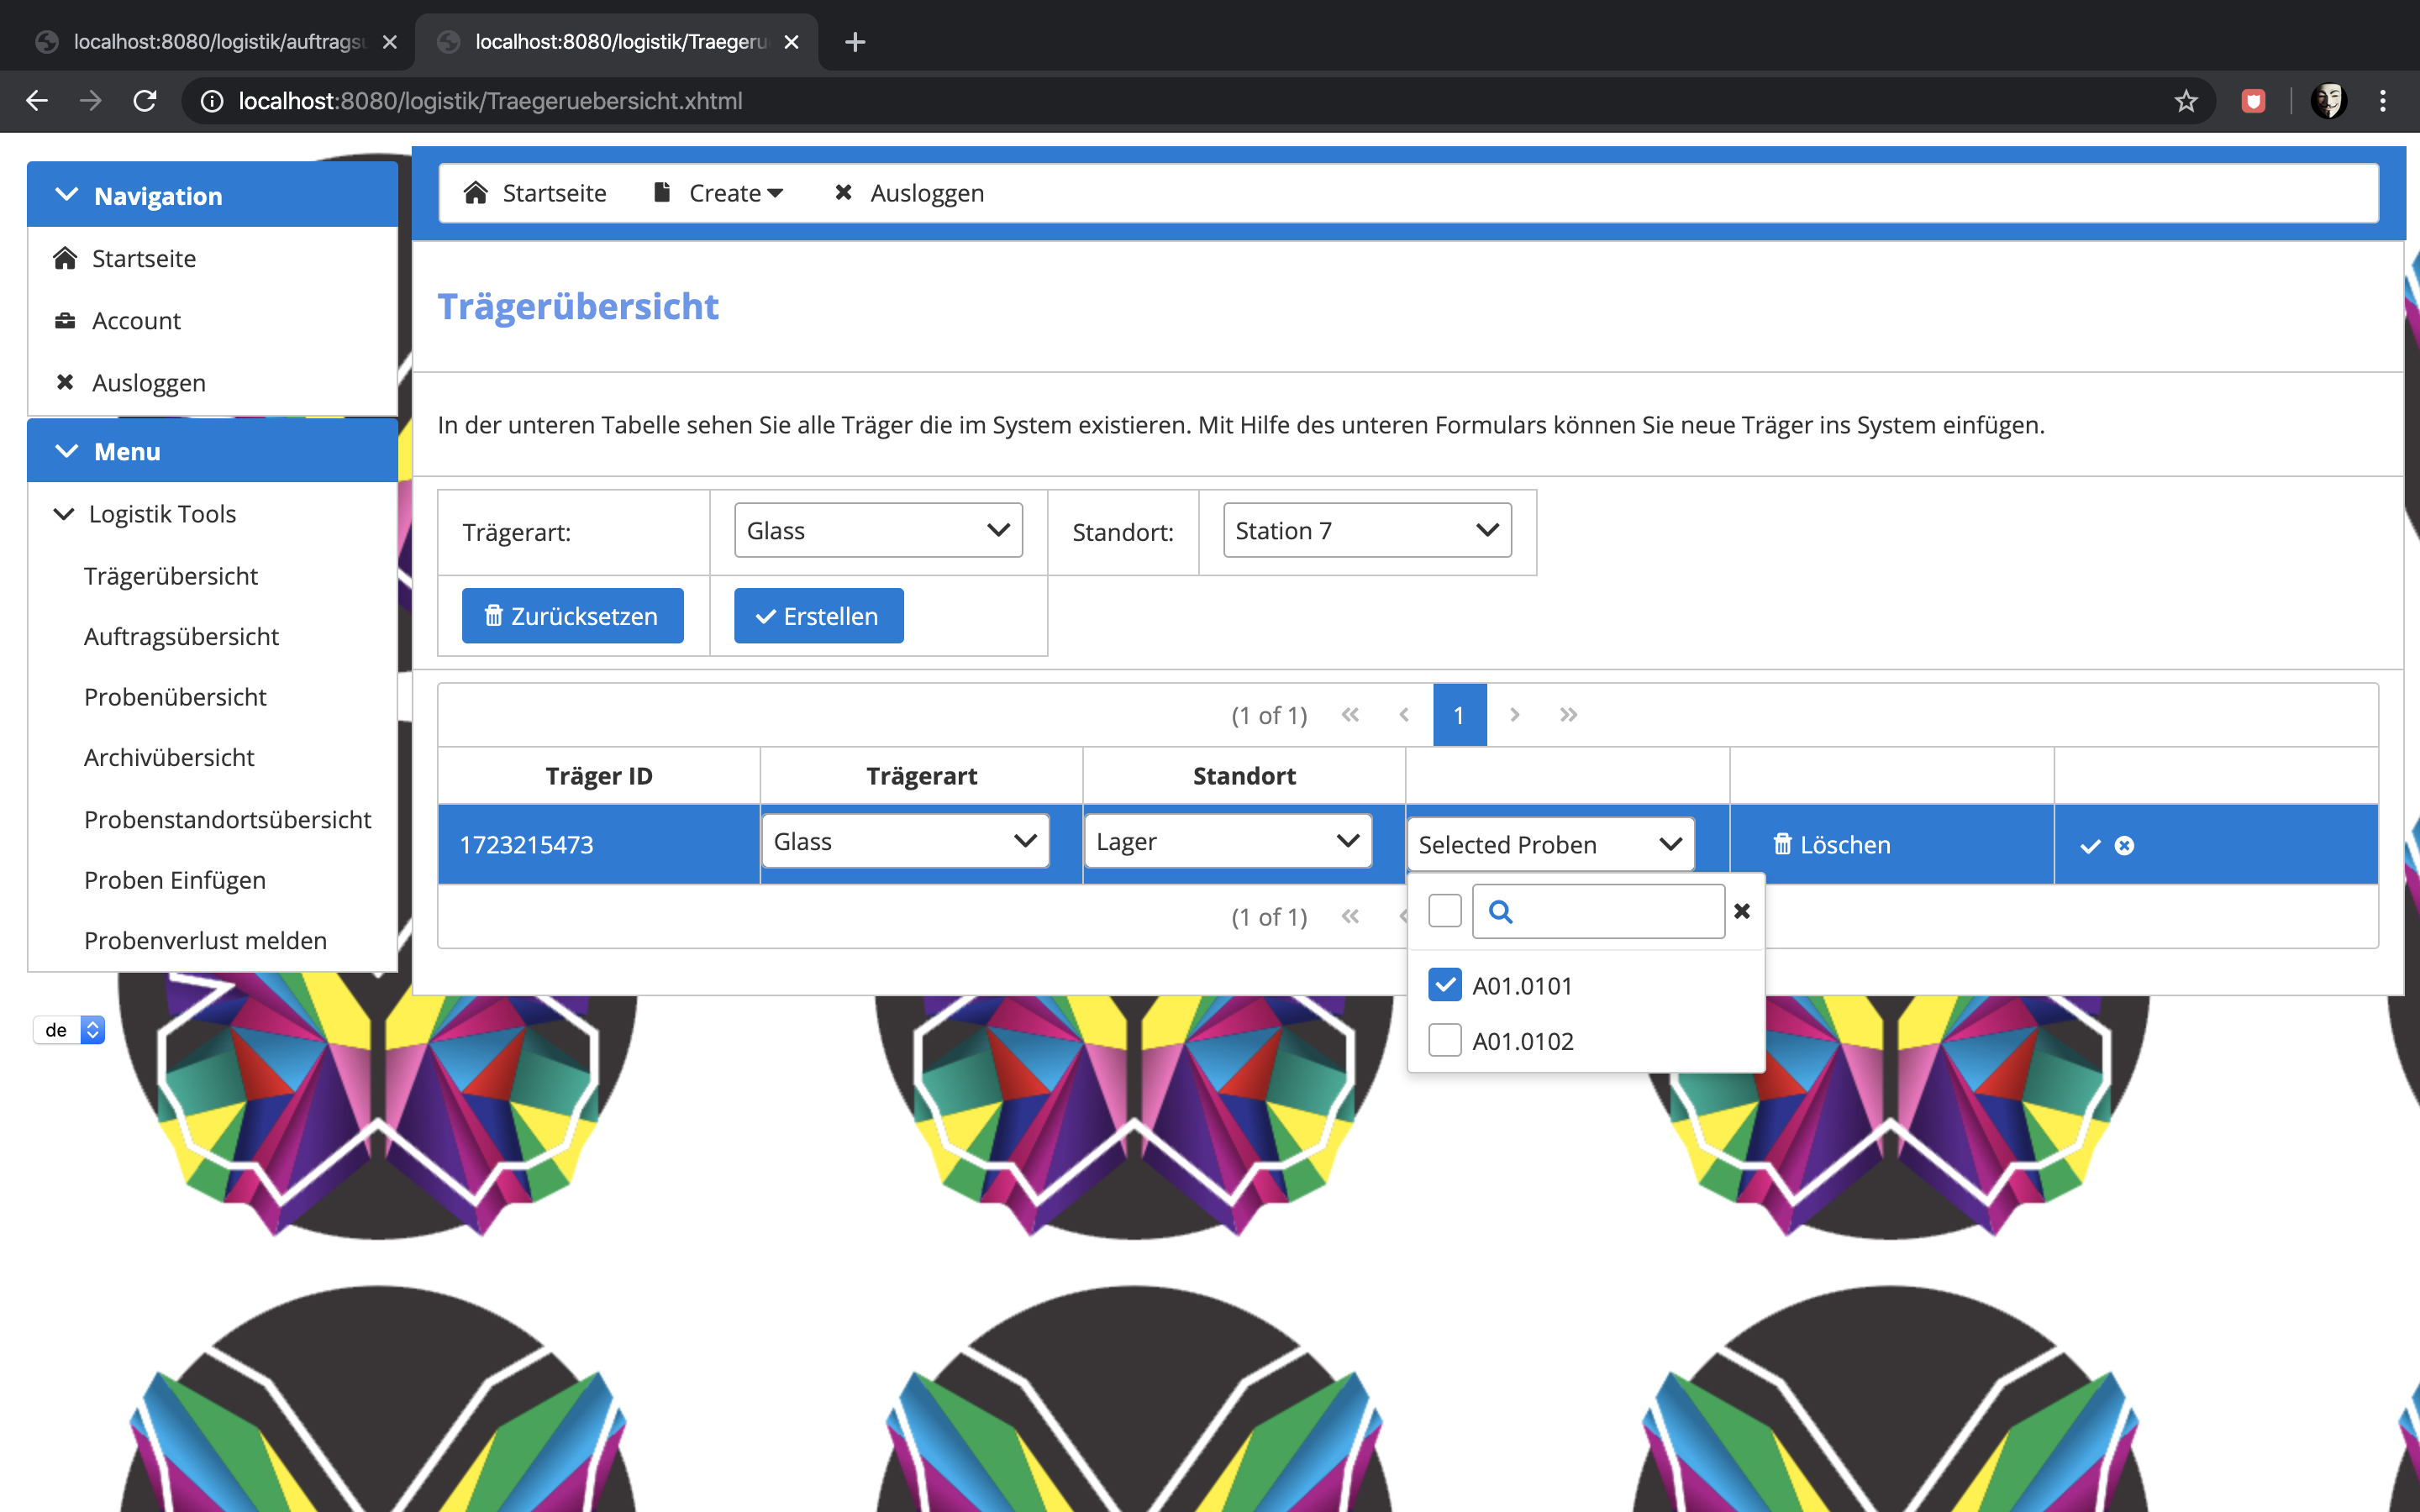 localhost:8080/logistik/auftragsu
localhost:8080/logistik/Traegeru
localhost:8080/logistik/Traegeruebersicht.xhtml
Navigation
Startseite
Account
Ausloggen
Menu
Logistik Tools
Trägerübersicht
Auftragsübersicht
Probenübersicht
Archivübersicht
Probenstandortsübersicht
Proben Einfügen
Probenverlust melden
de
Startseite Create Ausloggen
Trägerübersicht
In der unteren Tabelle sehen Sie alle Träger die im System existieren. Mit Hilfe des unteren Formulars können Sie neue Träger ins System einfügen.
Trägerart: Glass Standort: Station 7
Zurücksetzen Erstellen
(1 of 1) 1
Träger ID Trägerart Standort
1723215473 Glass Lager Selected Proben Löschen
(1 of 1)
A01.0101
A01.0102